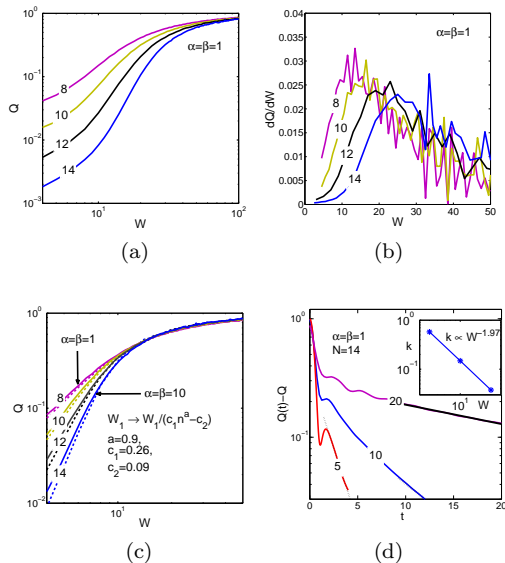 10⁰
10⁻¹
10⁻²
10⁻³
Q
α=β=1
8
10
12
14
10¹
10²
W
(a)
0.04
0.035
0.03
0.025
0.02
0.015
0.01
0.005
0
dQ/dW
α=β=1
8
10
12
14
0 10 20 30 40 50
W
(b)
10⁰
10⁻¹
10⁻²
Q
α=β=1
8
10
12
14
α=β=10
W₁ → W₁/(c₁nᵃ−c₂)
a=0.9,
c₁=0.26,
c₂=0.09
10¹
W
(c)
10⁰
10⁻¹
Q(t)−Q
α=β=1
N=14
20
10
5
k ∝ W⁻¹·⁹⁷
k
10⁻¹
10¹ W
0 5 10 15 20
t
(d)